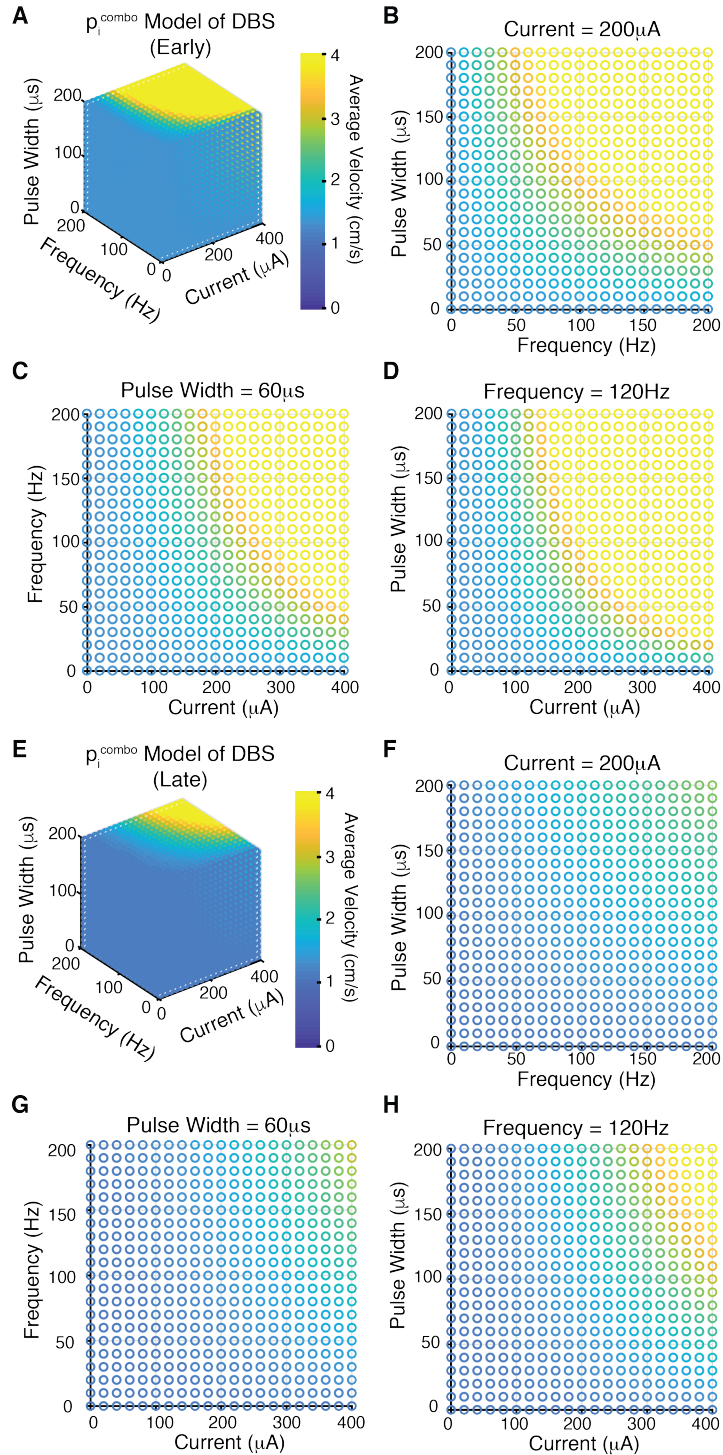 A
pᵢᶜᵒᵐᵇᵒ Model of DBS
(Early)
Pulse Width (μs)
200
100
0
200
100
0
Frequency (Hz)
0
200
400
Current (μA)
4
3
2
1
0
Average Velocity (cm/s)
B
Current = 200μA
Pulse Width (μs)
200
150
100
50
0
0 50 100 150 200
Frequency (Hz)
C
Pulse Width = 60μs
Frequency (Hz)
200
150
100
50
0
0 100 200 300 400
Current (μA)
D
Frequency = 120Hz
Pulse Width (μs)
200
150
100
50
0
0 100 200 300 400
Current (μA)
E
pᵢᶜᵒᵐᵇᵒ Model of DBS
(Late)
Pulse Width (μs)
200
100
0
200
100
0
Frequency (Hz)
0
200
400
Current (μA)
4
3
2
1
0
Average Velocity (cm/s)
F
Current = 200μA
Pulse Width (μs)
200
150
100
50
0
0 50 100 150 200
Frequency (Hz)
G
Pulse Width = 60μs
Frequency (Hz)
200
150
100
50
0
0 100 200 300 400
Current (μA)
H
Frequency = 120Hz
Pulse Width (μs)
200
150
100
50
0
0 100 200 300 400
Current (μA)